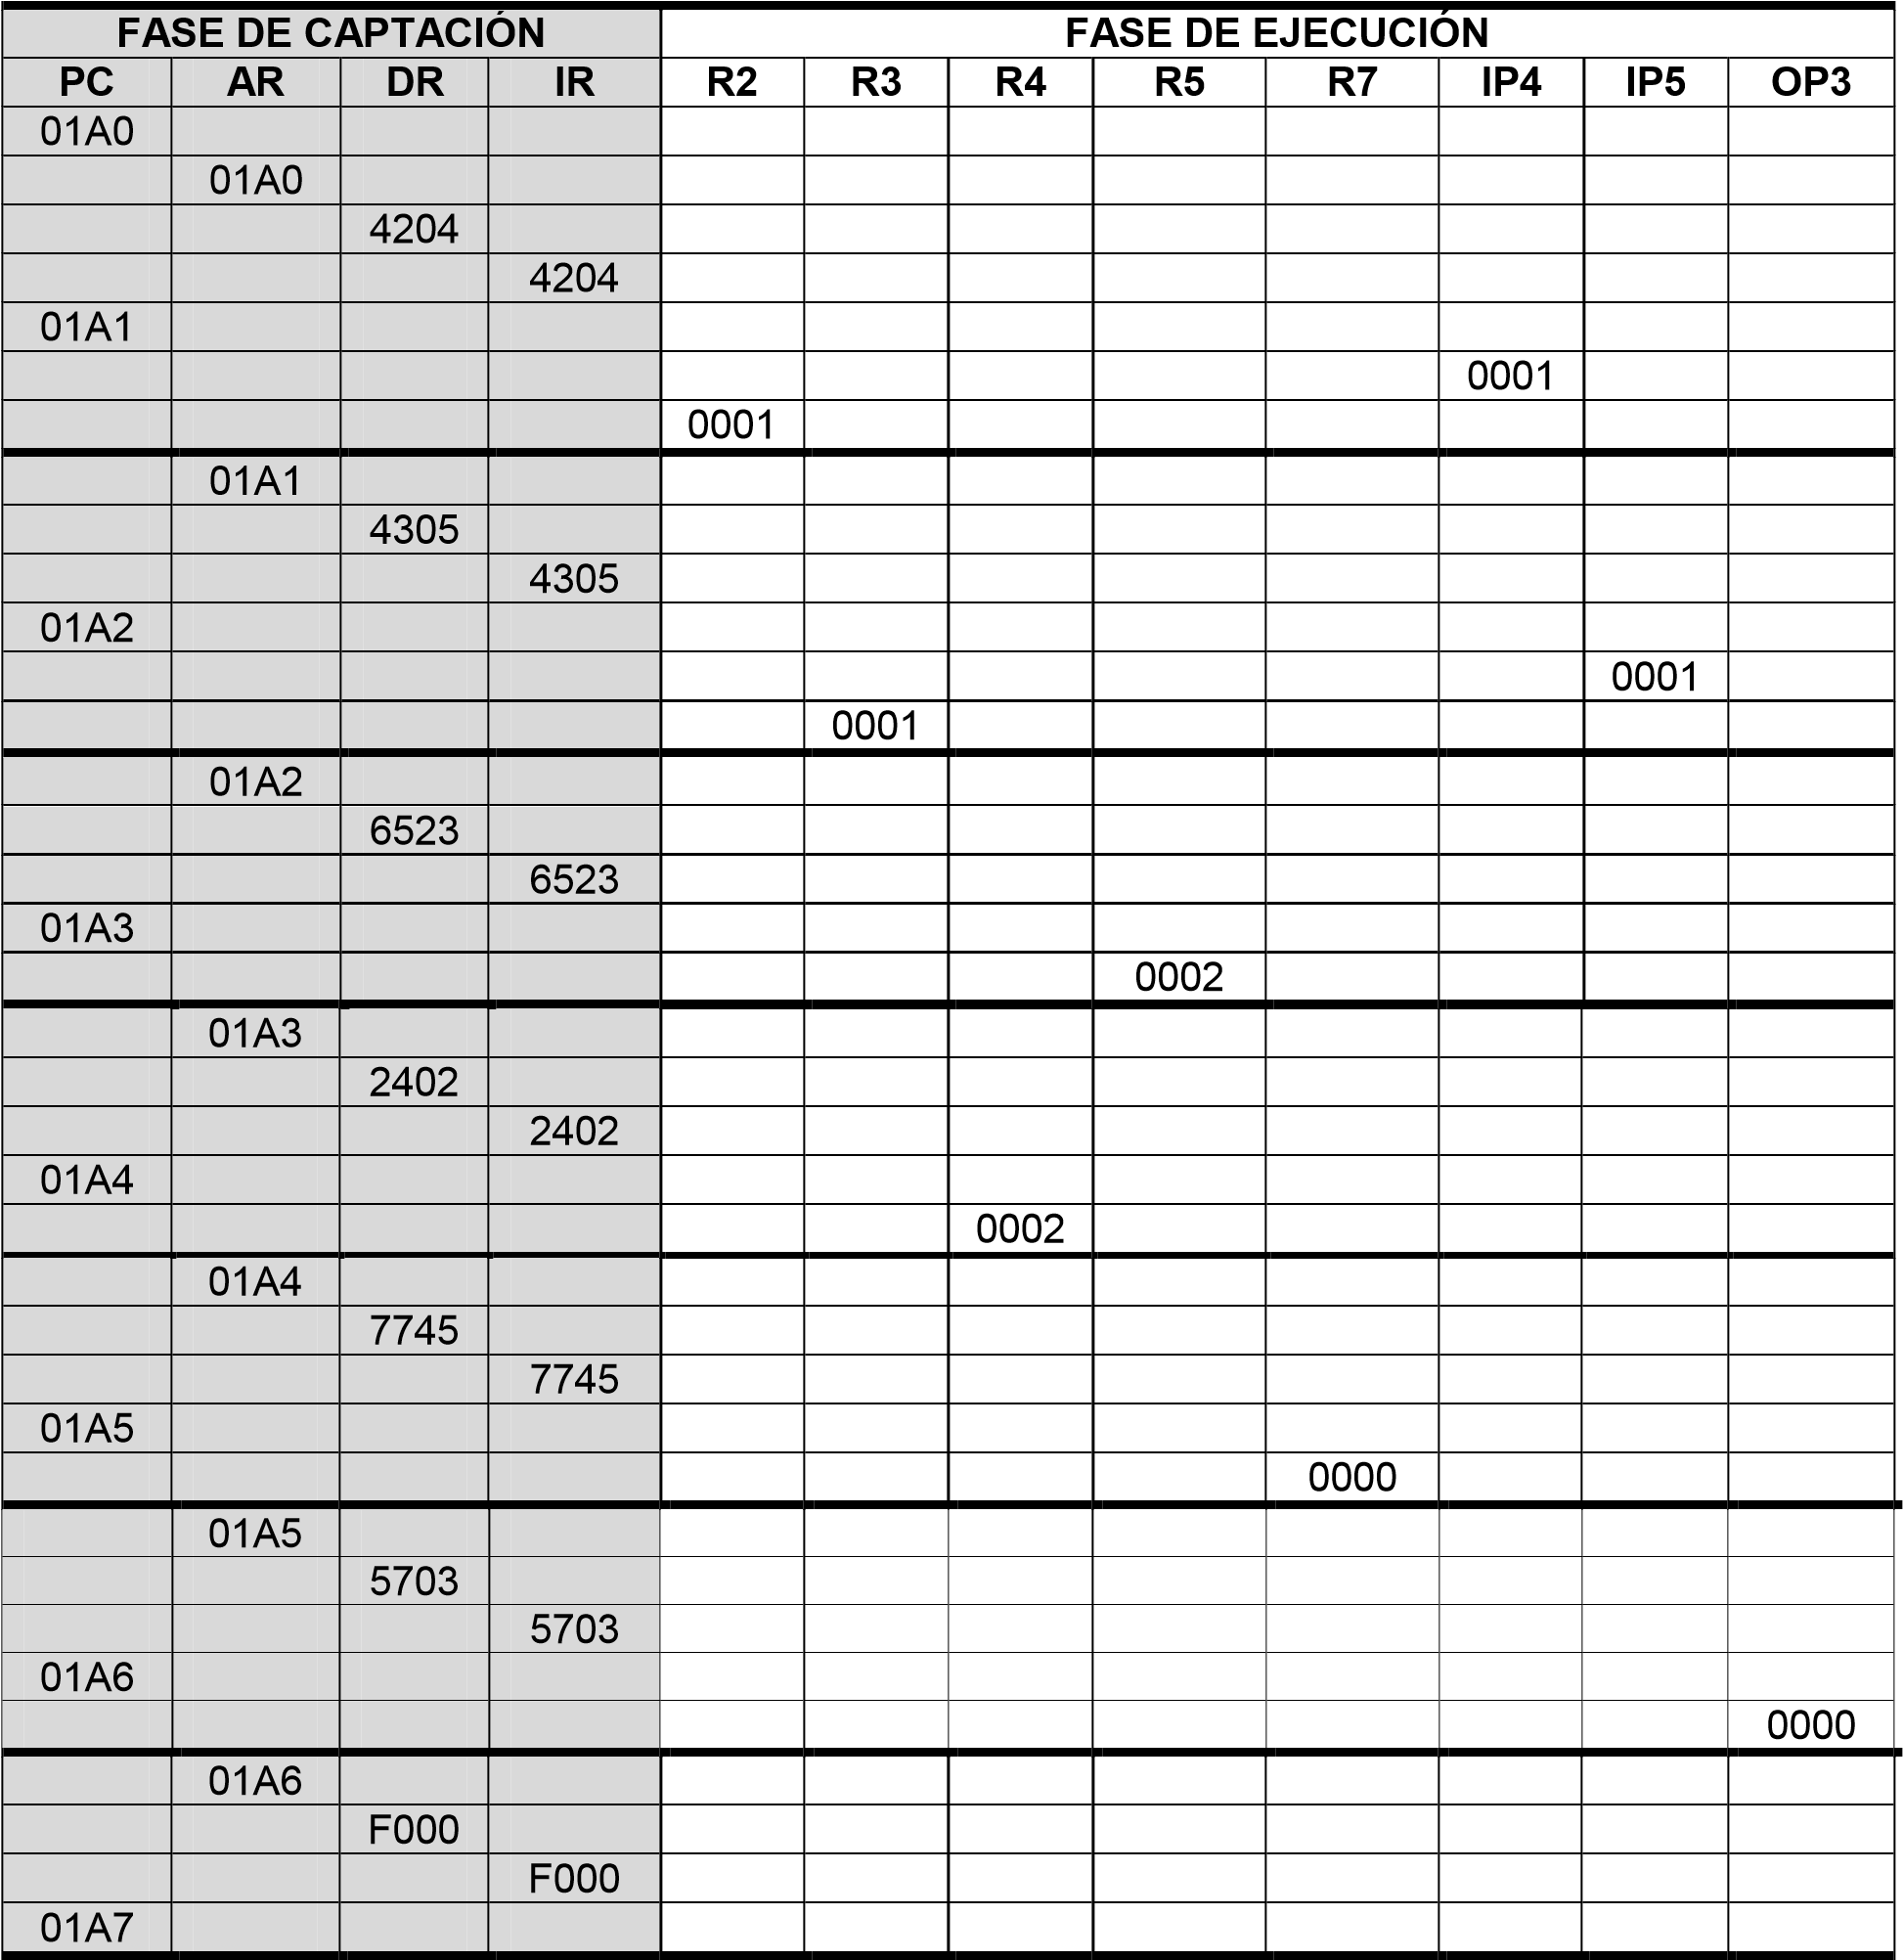 FASE DE CAPTACIÓN FASE DE EJECUCIÓN
PC AR DR IR R2 R3 R4 R5 R7 IP4 IP5 OP3
01A0
01A0
4204
4204
01A1
0001
0001
01A1
4305
4305
01A2
0001
0001
01A2
6523
6523
01A3
0002
01A3
2402
2402
01A4
0002
01A4
7745
7745
01A5
0000
01A5
5703
5703
01A6
0000
01A6
F000
F000
01A7